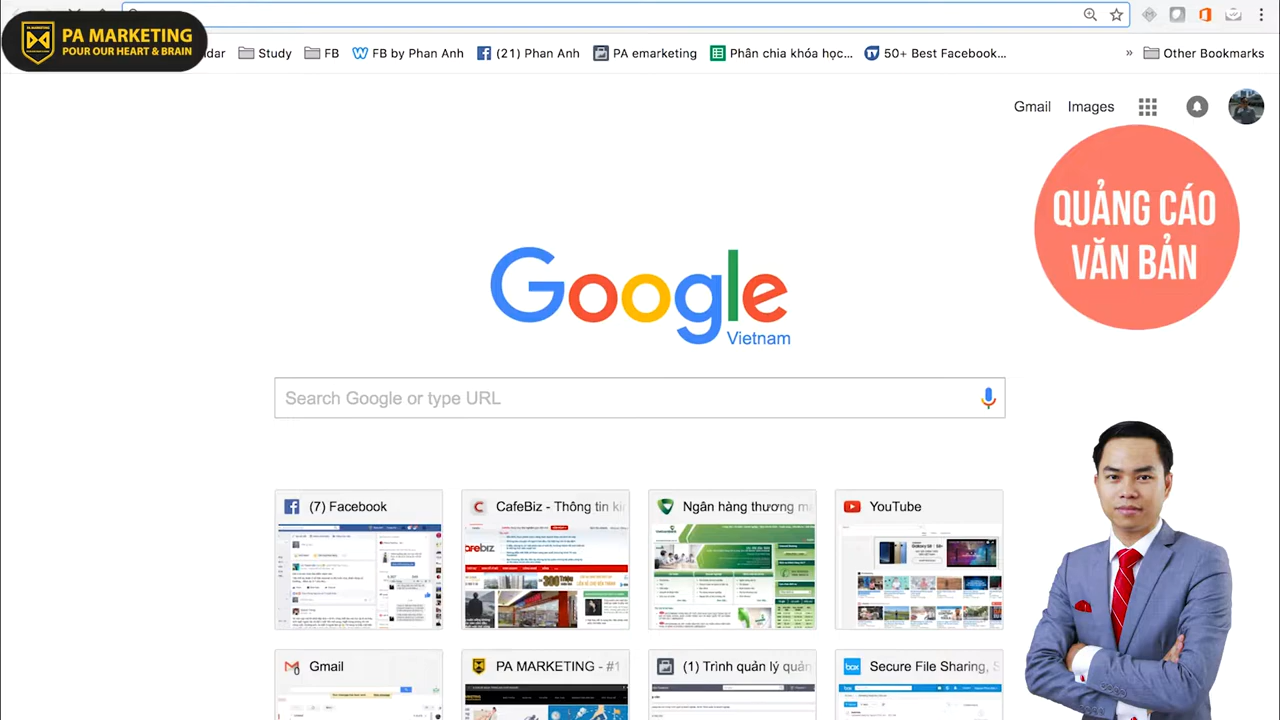 PA MARKETING
POUR OUR HEART & BRAIN
dar
Study
FB
FB by Phan Anh
(21) Phan Anh
PA emarketing
Phân chia khóa học...
50+ Best Facebook...
»
Other Bookmarks
Gmail
Images
QUẢNG CÁO
VĂN BẢN
Google
Vietnam
Search Google or type URL
(7) Facebook
CafeBiz - Thông tin ki
Ngân hàng thương m
YouTube
Gmail
PA MARKETING - #1
(1) Trình quản lý quản
Secure File Sharing, S